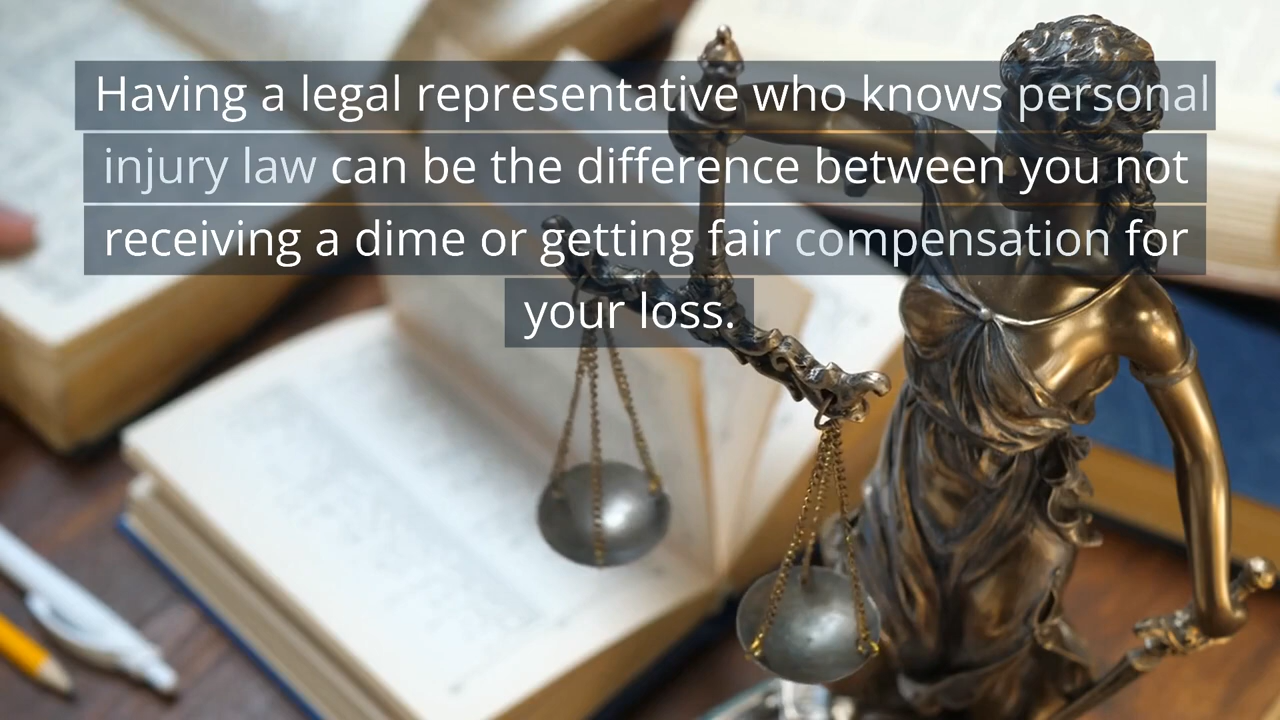 Having a legal representative who knows personal
injury law can be the difference between you not
receiving a dime or getting fair compensation for
your loss.